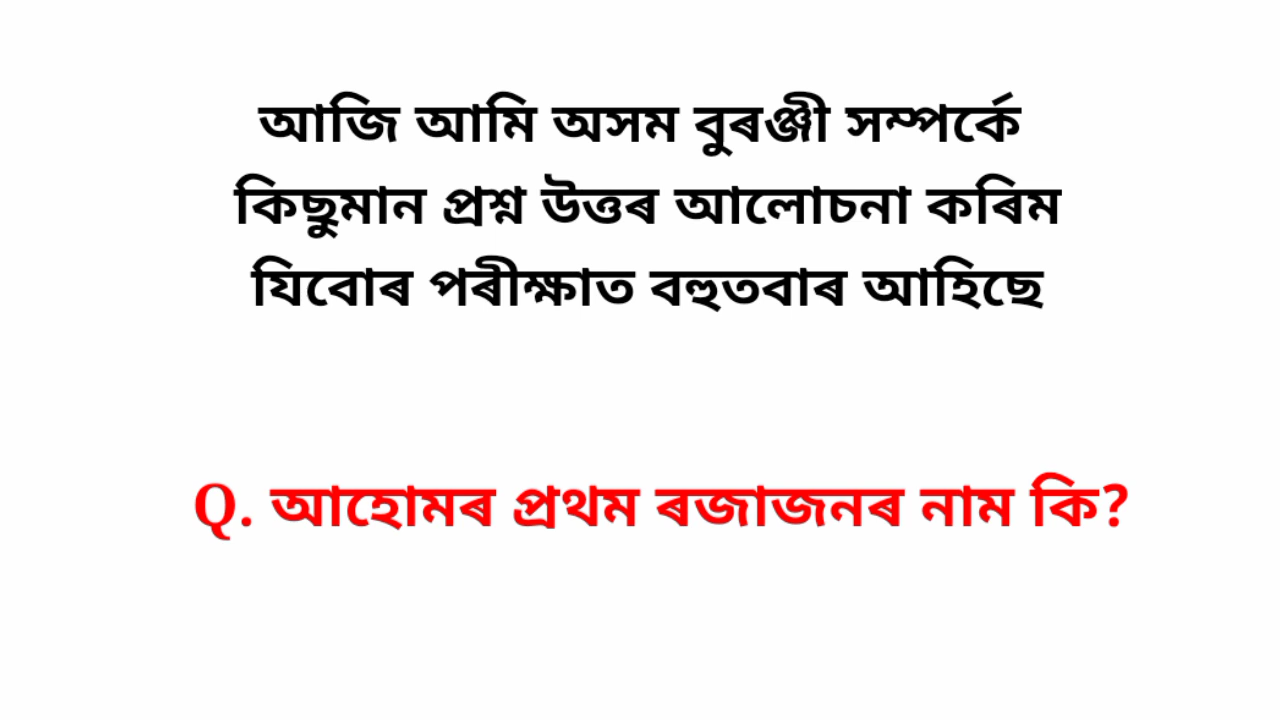 আজি আমি অসম বুৰঞ্জী সম্পৰ্কে
কিছুমান প্ৰশ্ন উত্তৰ আলোচনা কৰিম
যিবোৰ পৰীক্ষাত বহুতবাৰ আহিছে
Q. আহোমৰ প্ৰথম ৰজাজনৰ নাম কি?